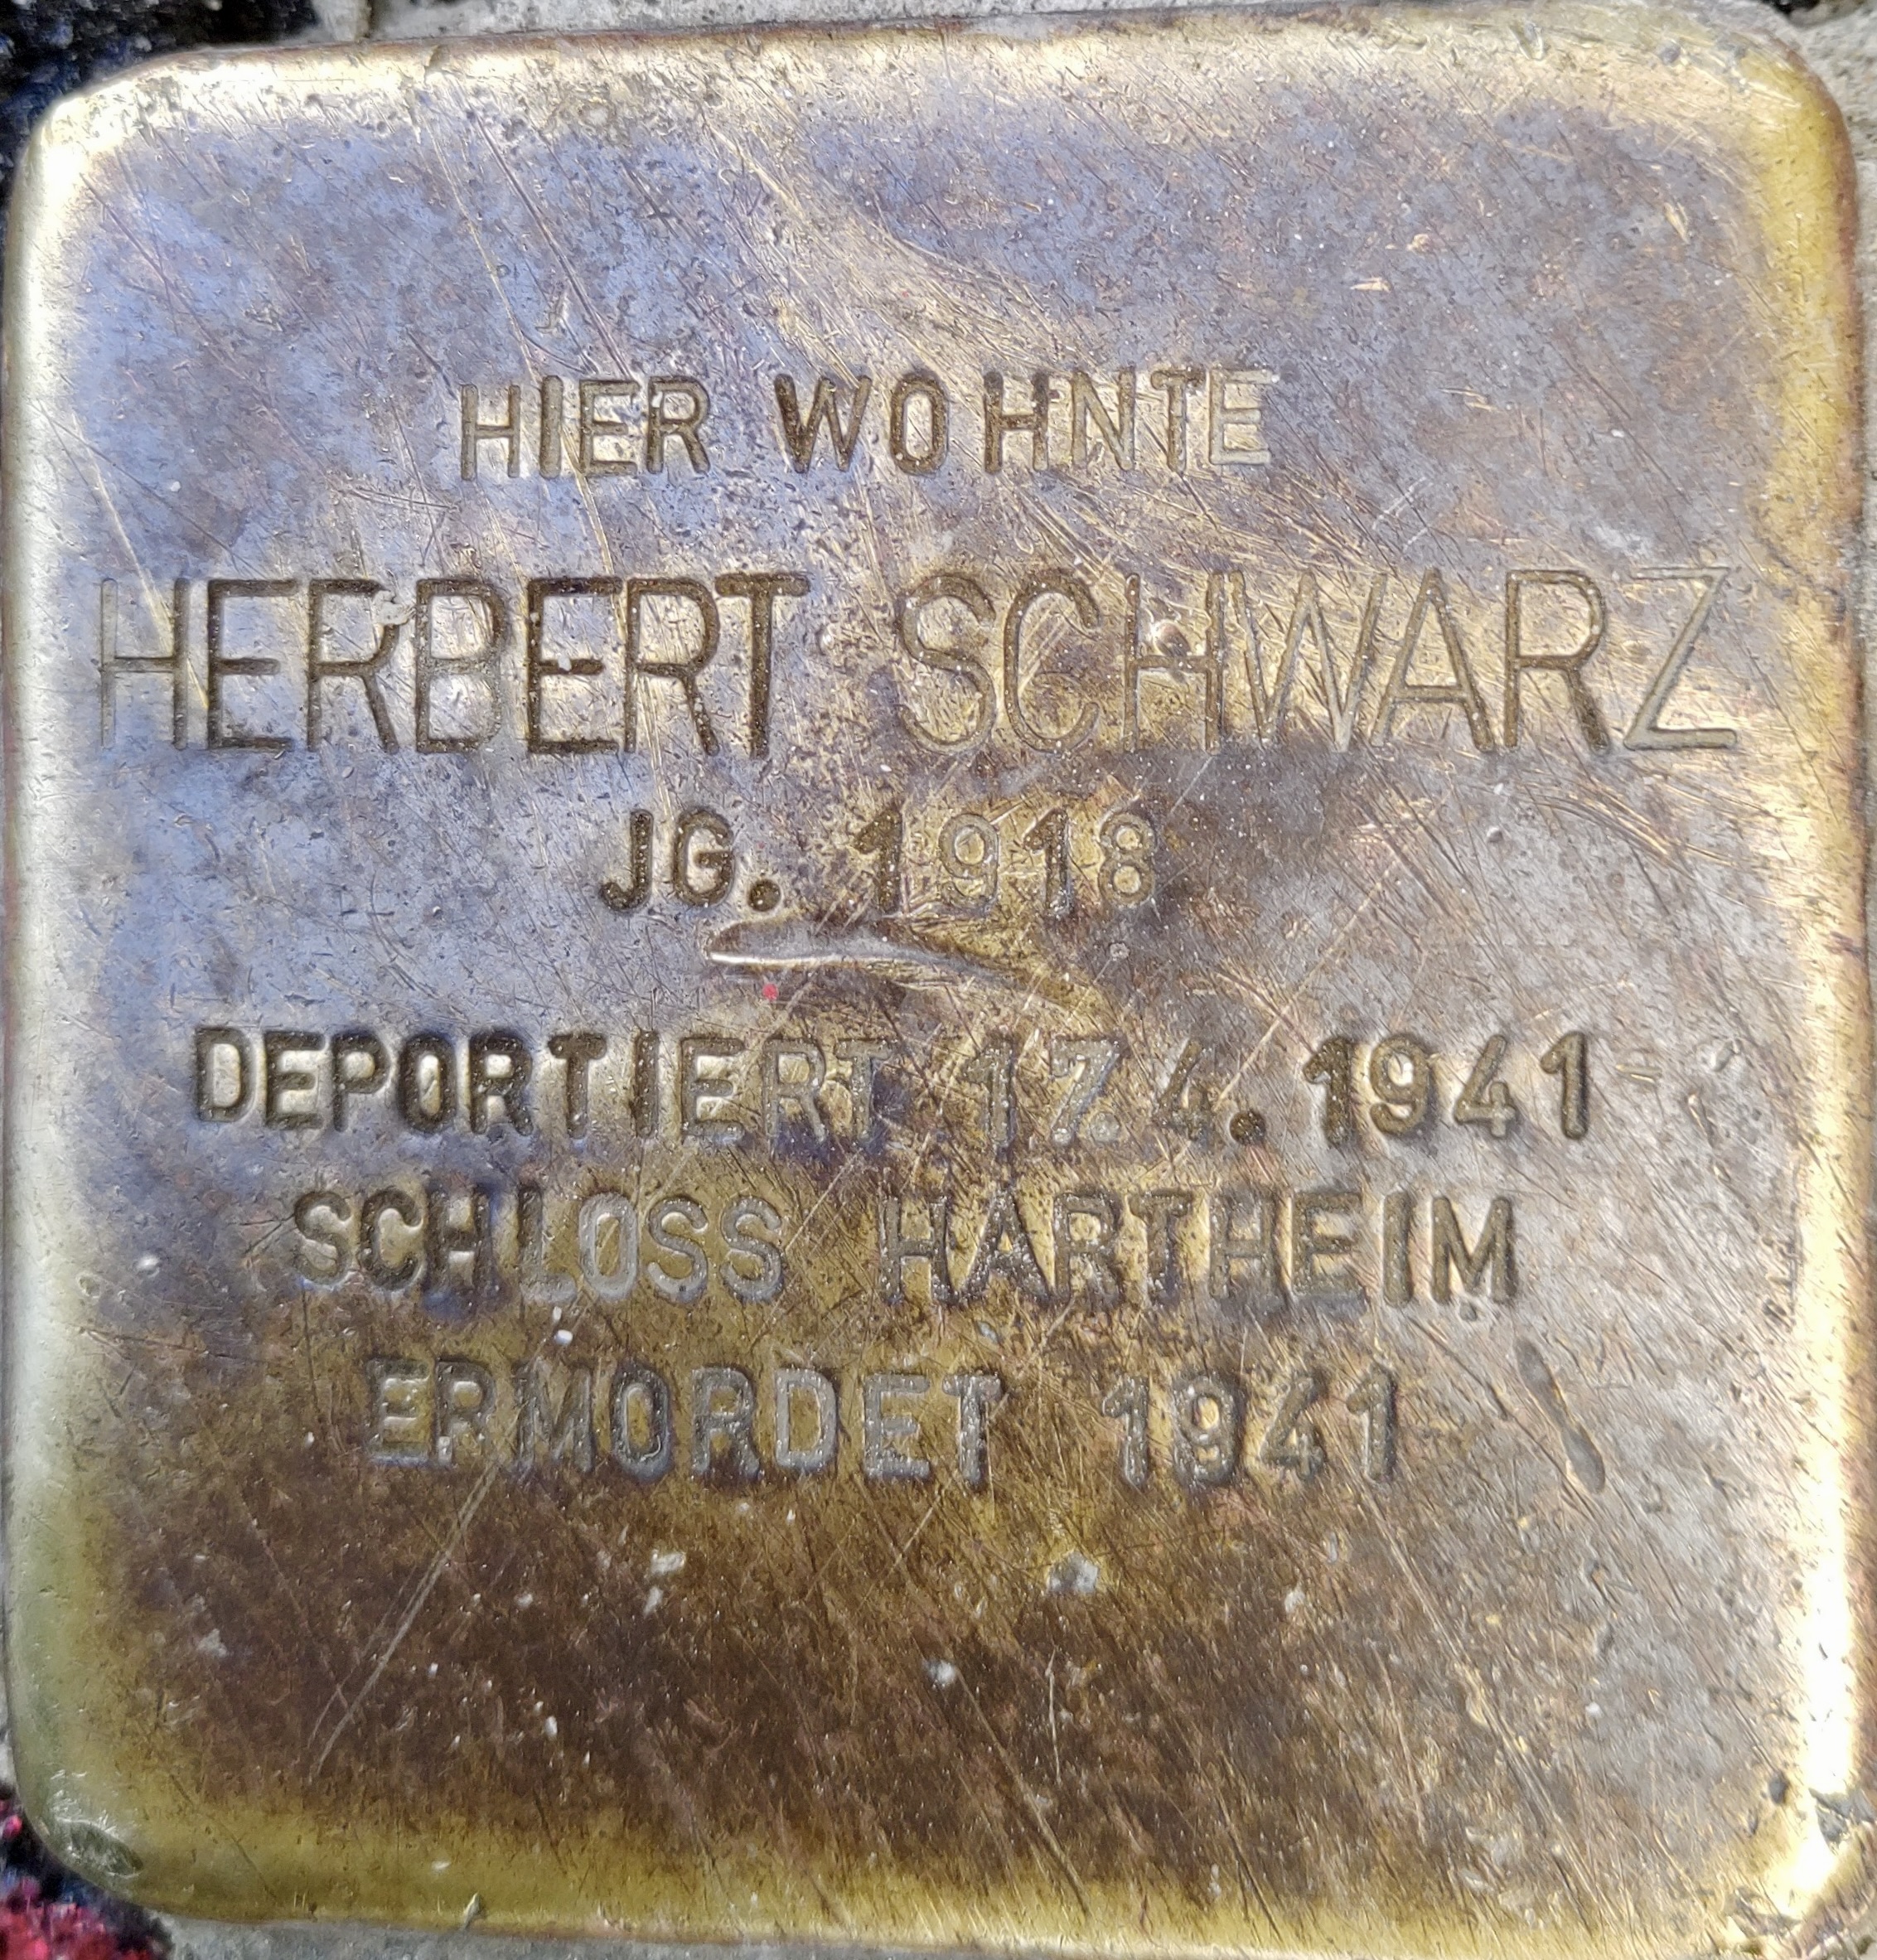 HIER WOHNTE
HERBERT SCHWARZ
JG. 1918
DEPORTIERT 17.4.1941
SCHLOSS HARTHEIM
ERMORDET 1941